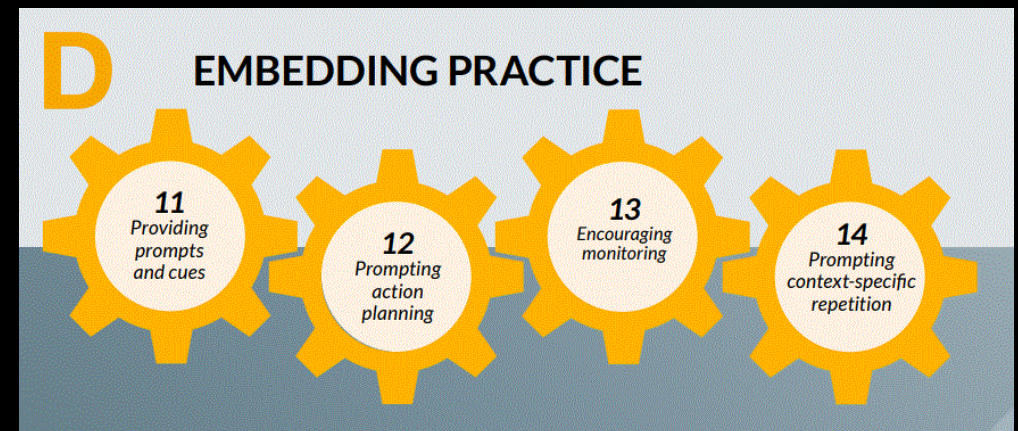 D
EMBEDDING PRACTICE
11
Providing
prompts
and cues
12
Prompting
action
planning
13
Encouraging
monitoring
14
Prompting
context-specific
repetition